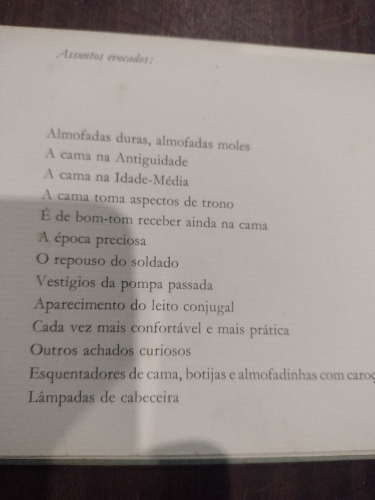 Assuntos evocados:
Almofadas duras, almofadas moles
A cama na Antiguidade
A cama na Idade-Média
A cama toma aspectos de trono
É de bom-tom receber ainda na cama
A época preciosa
O repouso do soldado
Vestígios da pompa passada
Aparecimento do leito conjugal
Cada vez mais confortável e mais prática
Outros achados curiosos
Esquentadores de cama, botijas e almofadinhas com
Lâmpadas de cabeceira